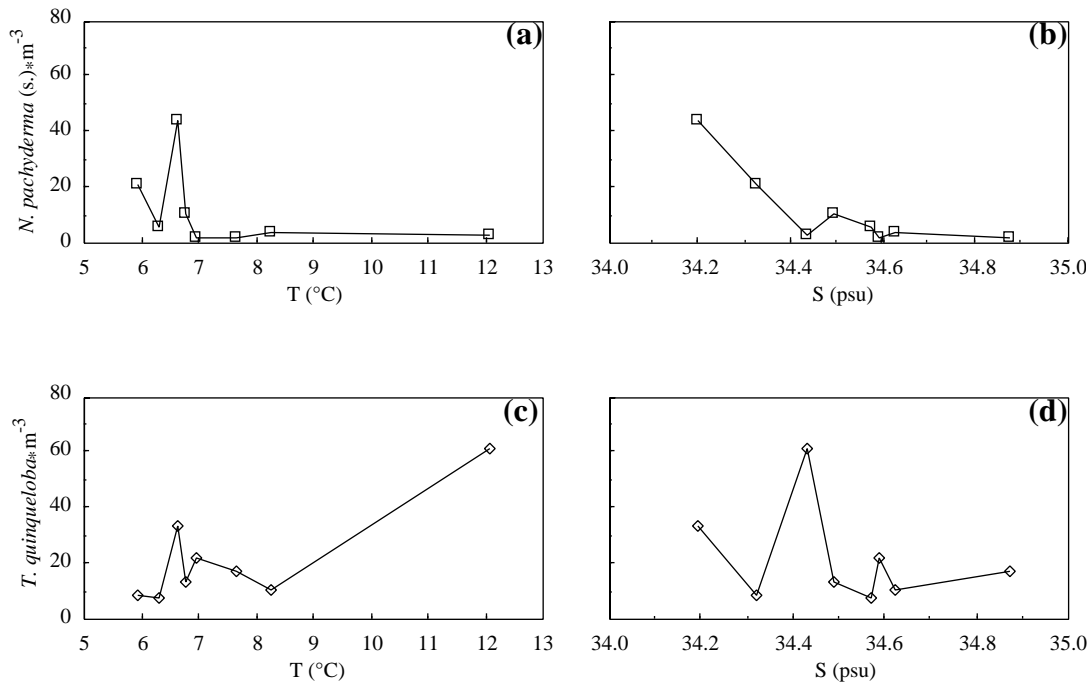 80
60
40
20
0
N. pachyderma (s.)*m-3
(a)
5 6 7 8 9 10 11 12 13
T (°C)
(b)
34.0 34.2 34.4 34.6 34.8 35.0
S (psu)
80
60
40
20
0
T. quinqueloba*m-3
(c)
5 6 7 8 9 10 11 12 13
T (°C)
(d)
34.0 34.2 34.4 34.6 34.8 35.0
S (psu)